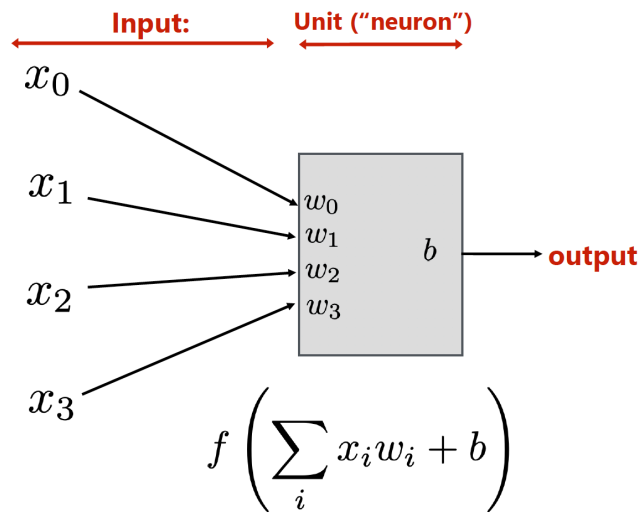 Input: Unit (“neuron”)
x₀
x₁
x₂
x₃
w₀
w₁
w₂
w₃
b
output
f(∑ᵢ xᵢwᵢ + b)